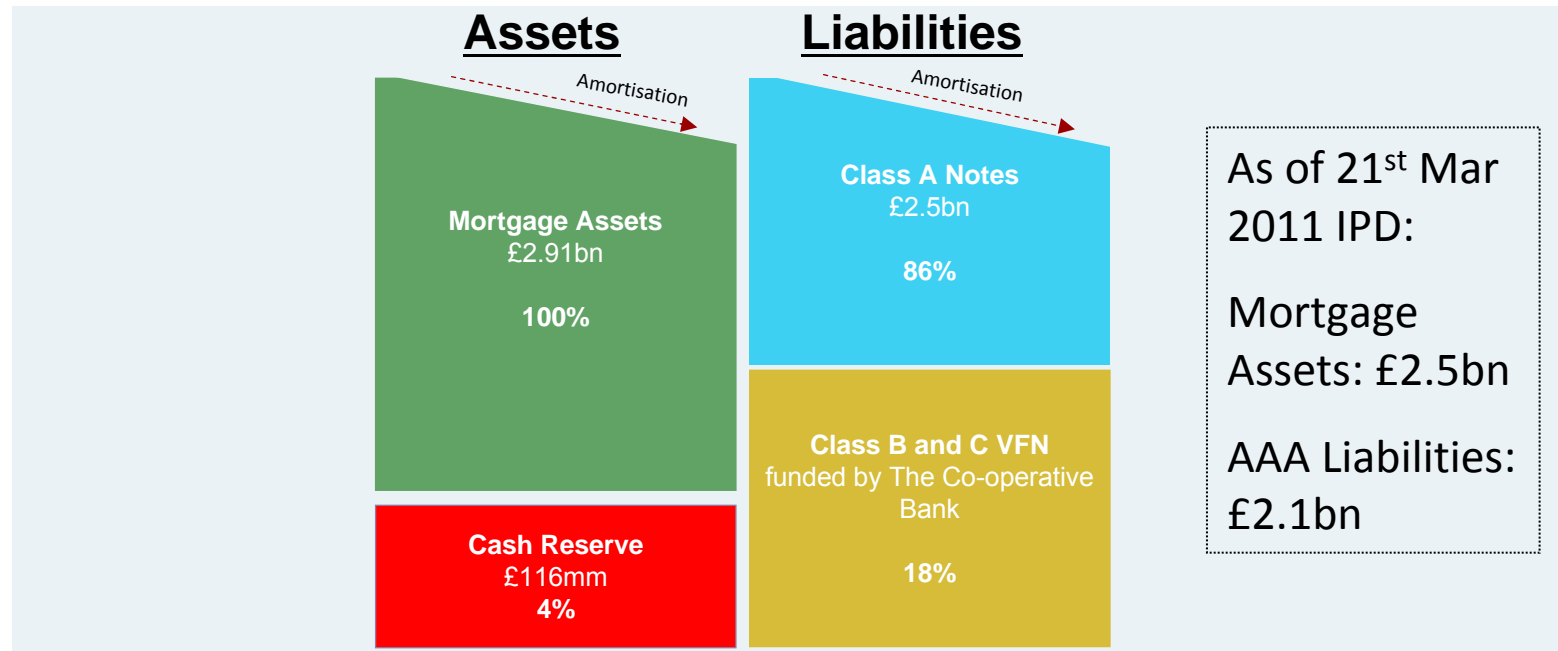 Assets
Amortisation
Mortgage Assets
£2.91bn
100%
Cash Reserve
£116mm
4%
Liabilities
Amortisation
Class A Notes
£2.5bn
86%
Class B and C VFN
funded by The Co-operative
Bank
18%
As of 21st Mar
2011 IPD:
Mortgage
Assets: £2.5bn
AAA Liabilities:
£2.1bn